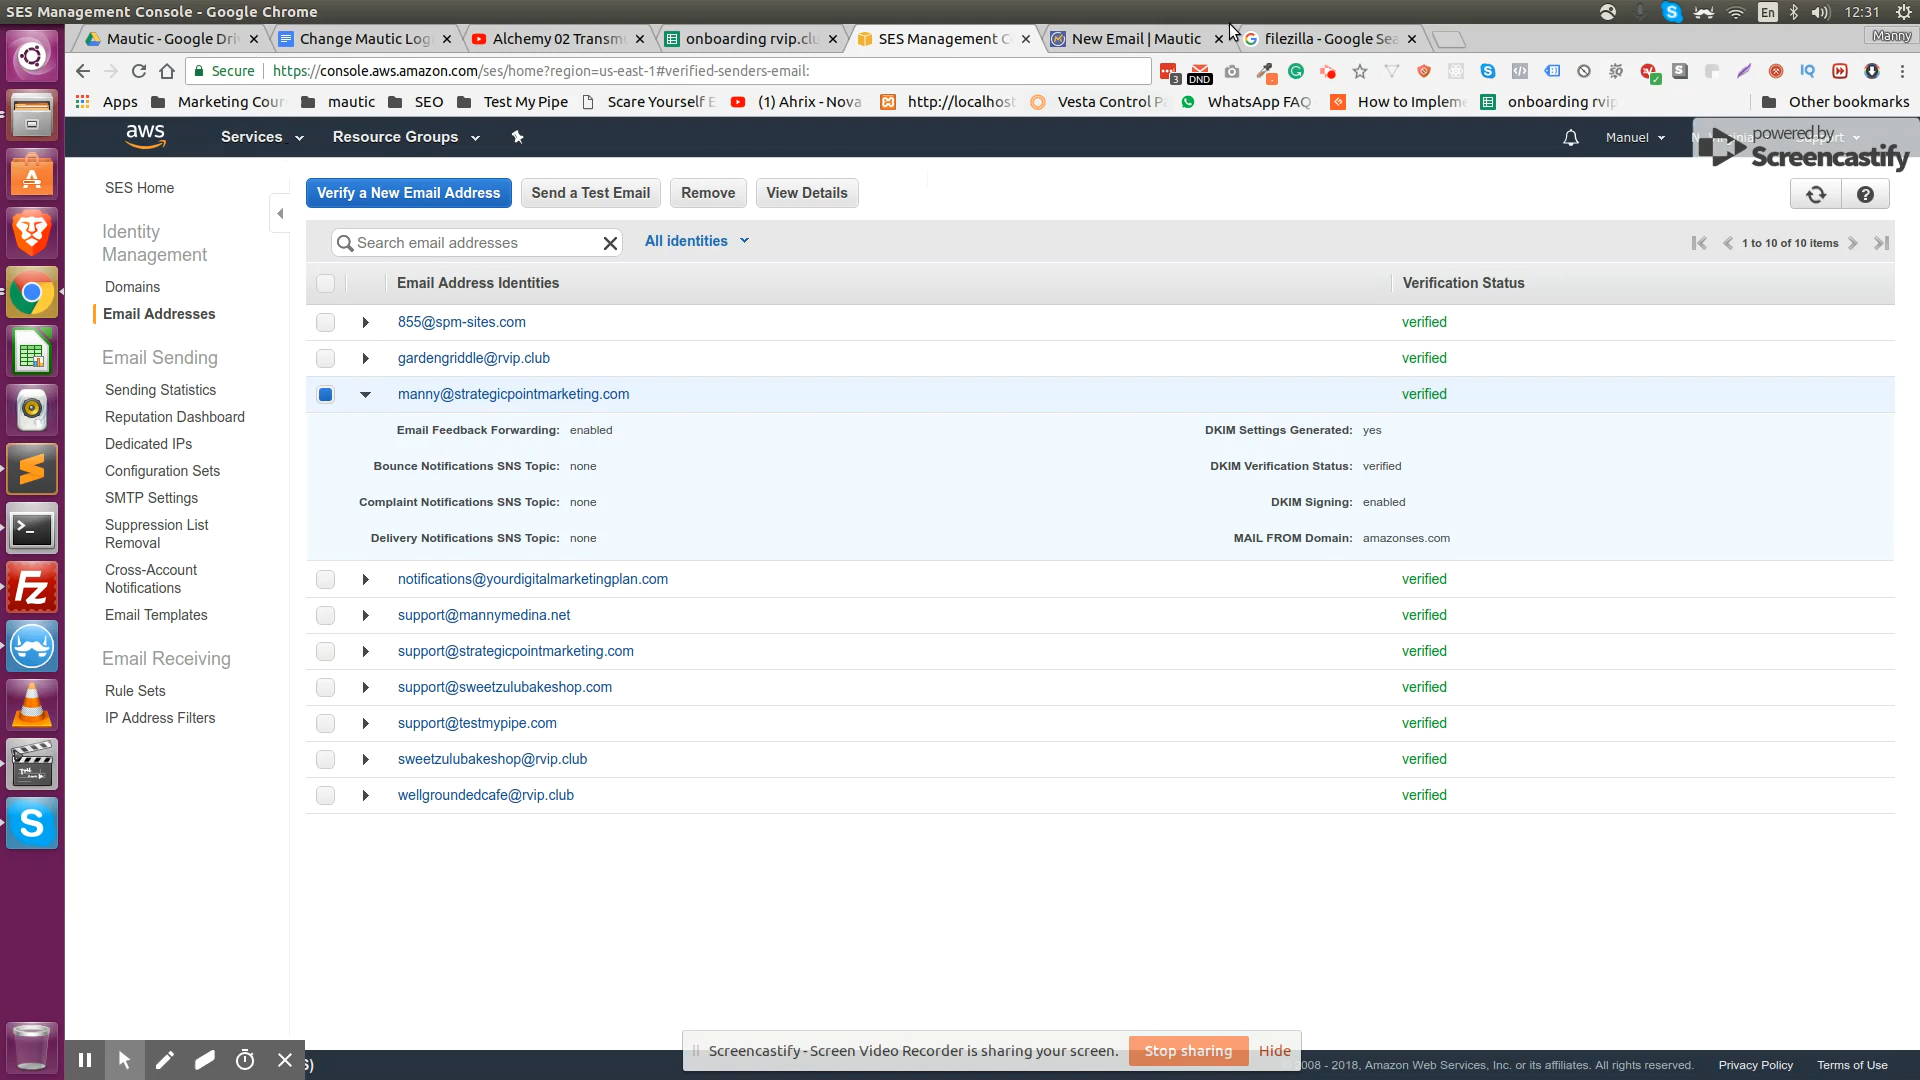 SES Management Console - Google Chrome
En
12:31
Mautic - Google Dri
Change Mautic Log
Alchemy 02 Transm
onboarding rvip.clu
SES Management C
New Email | Mautic
filezilla - Google Sea
Manny
Secure
https://console.aws.amazon.com/ses/home?region=us-east-1#verified-senders-email:
3
DND
IQ
Apps
Marketing Cour
mautic
SEO
Test My Pipe
Scare Yourself
(1) Ahrix - Nova
http://localhost
Vesta Control P
WhatsApp FAQ
How to Implem
onboarding rvip
Other bookmarks
aws
Services
Resource Groups
Manuel
powered by
Screencastify
SES Home
Identity
Management
Domains
Email Addresses
Email Sending
Sending Statistics
Reputation Dashboard
Dedicated IPs
Configuration Sets
SMTP Settings
Suppression List
Removal
Cross-Account
Notifications
Email Templates
Email Receiving
Rule Sets
IP Address Filters
Verify a New Email Address
Send a Test Email
Remove
View Details
Search email addresses
All identities
1 to 10 of 10 items
Email Address Identities
Verification Status
855@spm-sites.com
verified
gardengriddle@rvip.club
verified
manny@strategicpointmarketing.com
verified
Email Feedback Forwarding: enabled
DKIM Settings Generated: yes
Bounce Notifications SNS Topic: none
DKIM Verification Status: verified
Complaint Notifications SNS Topic: none
DKIM Signing: enabled
Delivery Notifications SNS Topic: none
MAIL FROM Domain: amazonses.com
notifications@yourdigitalmarketingplan.com
verified
support@mannymedina.net
verified
support@strategicpointmarketing.com
verified
support@sweetzulubakeshop.com
verified
support@testmypipe.com
verified
sweetzulubakeshop@rvip.club
verified
wellgroundedcafe@rvip.club
verified
Screencastify - Screen Video Recorder is sharing your screen.
Stop sharing
Hide
2008 - 2018, Amazon Web Services, Inc. or its affiliates. All rights reserved.
Privacy Policy
Terms of Use